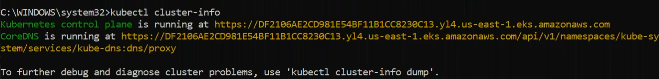 C:\WINDOWS\system32>kubectl cluster-info
Kubernetes control plane is running at https://DF2106AE2CD981E54BF11B1CC8230C13.yl4.us-east-1.eks.amazonaws.com
CoreDNS is running at https://DF2106AE2CD981E54BF11B1CC8230C13.yl4.us-east-1.eks.amazonaws.com/api/v1/namespaces/kube-sy
stem/services/kube-dns:dns/proxy
To further debug and diagnose cluster problems, use 'kubectl cluster-info dump'.